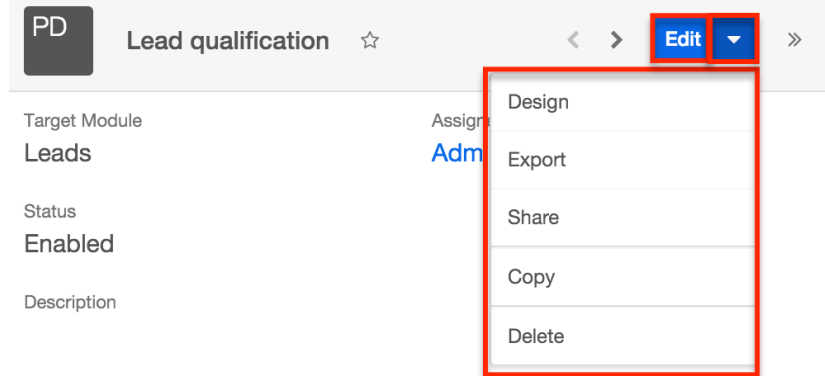 PD
Lead qualification
Edit
Target Module
Leads
Status
Enabled
Description
Design
Export
Share
Copy
Delete